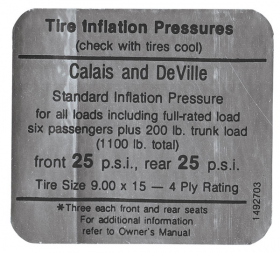 Tire Inflation Pressures
(check with tires cool)
Calais and DeVille
Standard Inflation Pressure
for all loads including full-rated load
six passengers plus 200 lb. trunk load
(1100 lb. total)
front 25 p.s.i., rear 25 p.s.i.
Tire Size 9.00 x 15 — 4 Ply Rating
*Three each front and rear seats
For additional information
refer to Owner's Manual
1492703